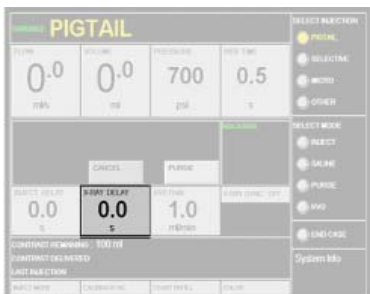 VARIABLE PIGTAIL
FLOW VOLUME PRESSURE RISE TIME
0.0 0.0 700 0.5
ml/s ml psi s
CANCEL PURGE
INJECT DELAY X-RAY DELAY
0.0 0.0 1.0
s s ml/min
CONTRAST REMAINING: 100 ml
CONTRAST DELIVERED
LAST INJECTION
SELECT INJECTION
PIGTAIL
SELECTIVE
MICRO
OTHER
SELECT MODE
INJECT
SALINE
PURGE
KVO
END CASE
System Info